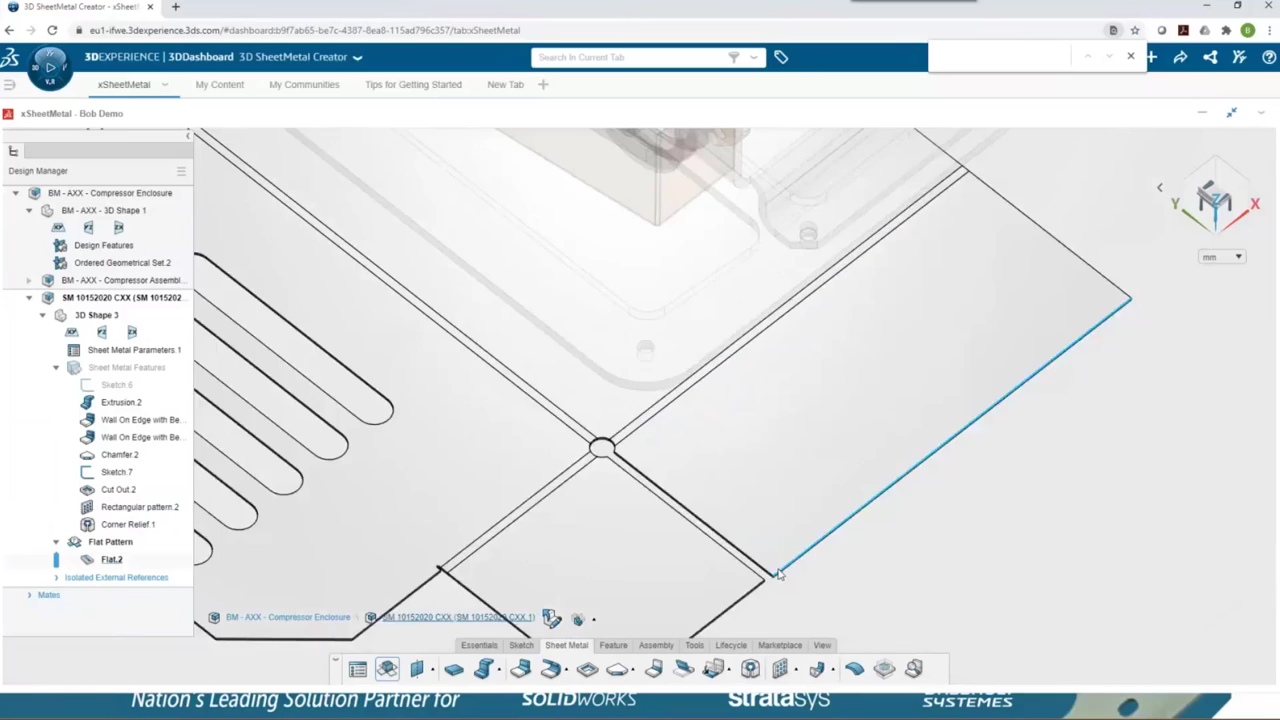 3D SheetMetal Creator - xSheetM
eu1-ifwe.3dexperience.3ds.com/#dashboard:b9f7ab65-be7c-4387-8ea8-115ad796c357/tab:xSheetMetal
3DEXPERIENCE | 3DDashboard 3D SheetMetal Creator
Search In Current Tab
3D
V.R
xSheetMetal
My Content
My Communities
Tips for Getting Started
New Tab
xSheetMetal - Bob Demo
Design Manager
BM - AXX - Compressor Enclosure
BM - AXX - 3D Shape 1
Design Features
Ordered Geometrical Set.2
BM - AXX - Compressor Assembl...
SM 10152020 CXX (SM 1015202...
3D Shape 3
Sheet Metal Parameters.1
Sheet Metal Features
Sketch.6
Extrusion.2
Wall On Edge with Be...
Wall On Edge with Be...
Chamfer.2
Sketch.7
Cut Out.2
Rectangular pattern.2
Corner Relief.1
Flat Pattern
Flat.2
Isolated External References
Mates
Y
Z
X
mm
BM - AXX - Compressor Enclosure
SM 10152020 CXX (SM 10152020 CXX.1)
Essentials Sketch Sheet Metal Feature Assembly Tools Lifecycle Marketplace View
Nation's Leading Solution Partner for
SOLIDWORKS
STRATASYS
SYSTEMES